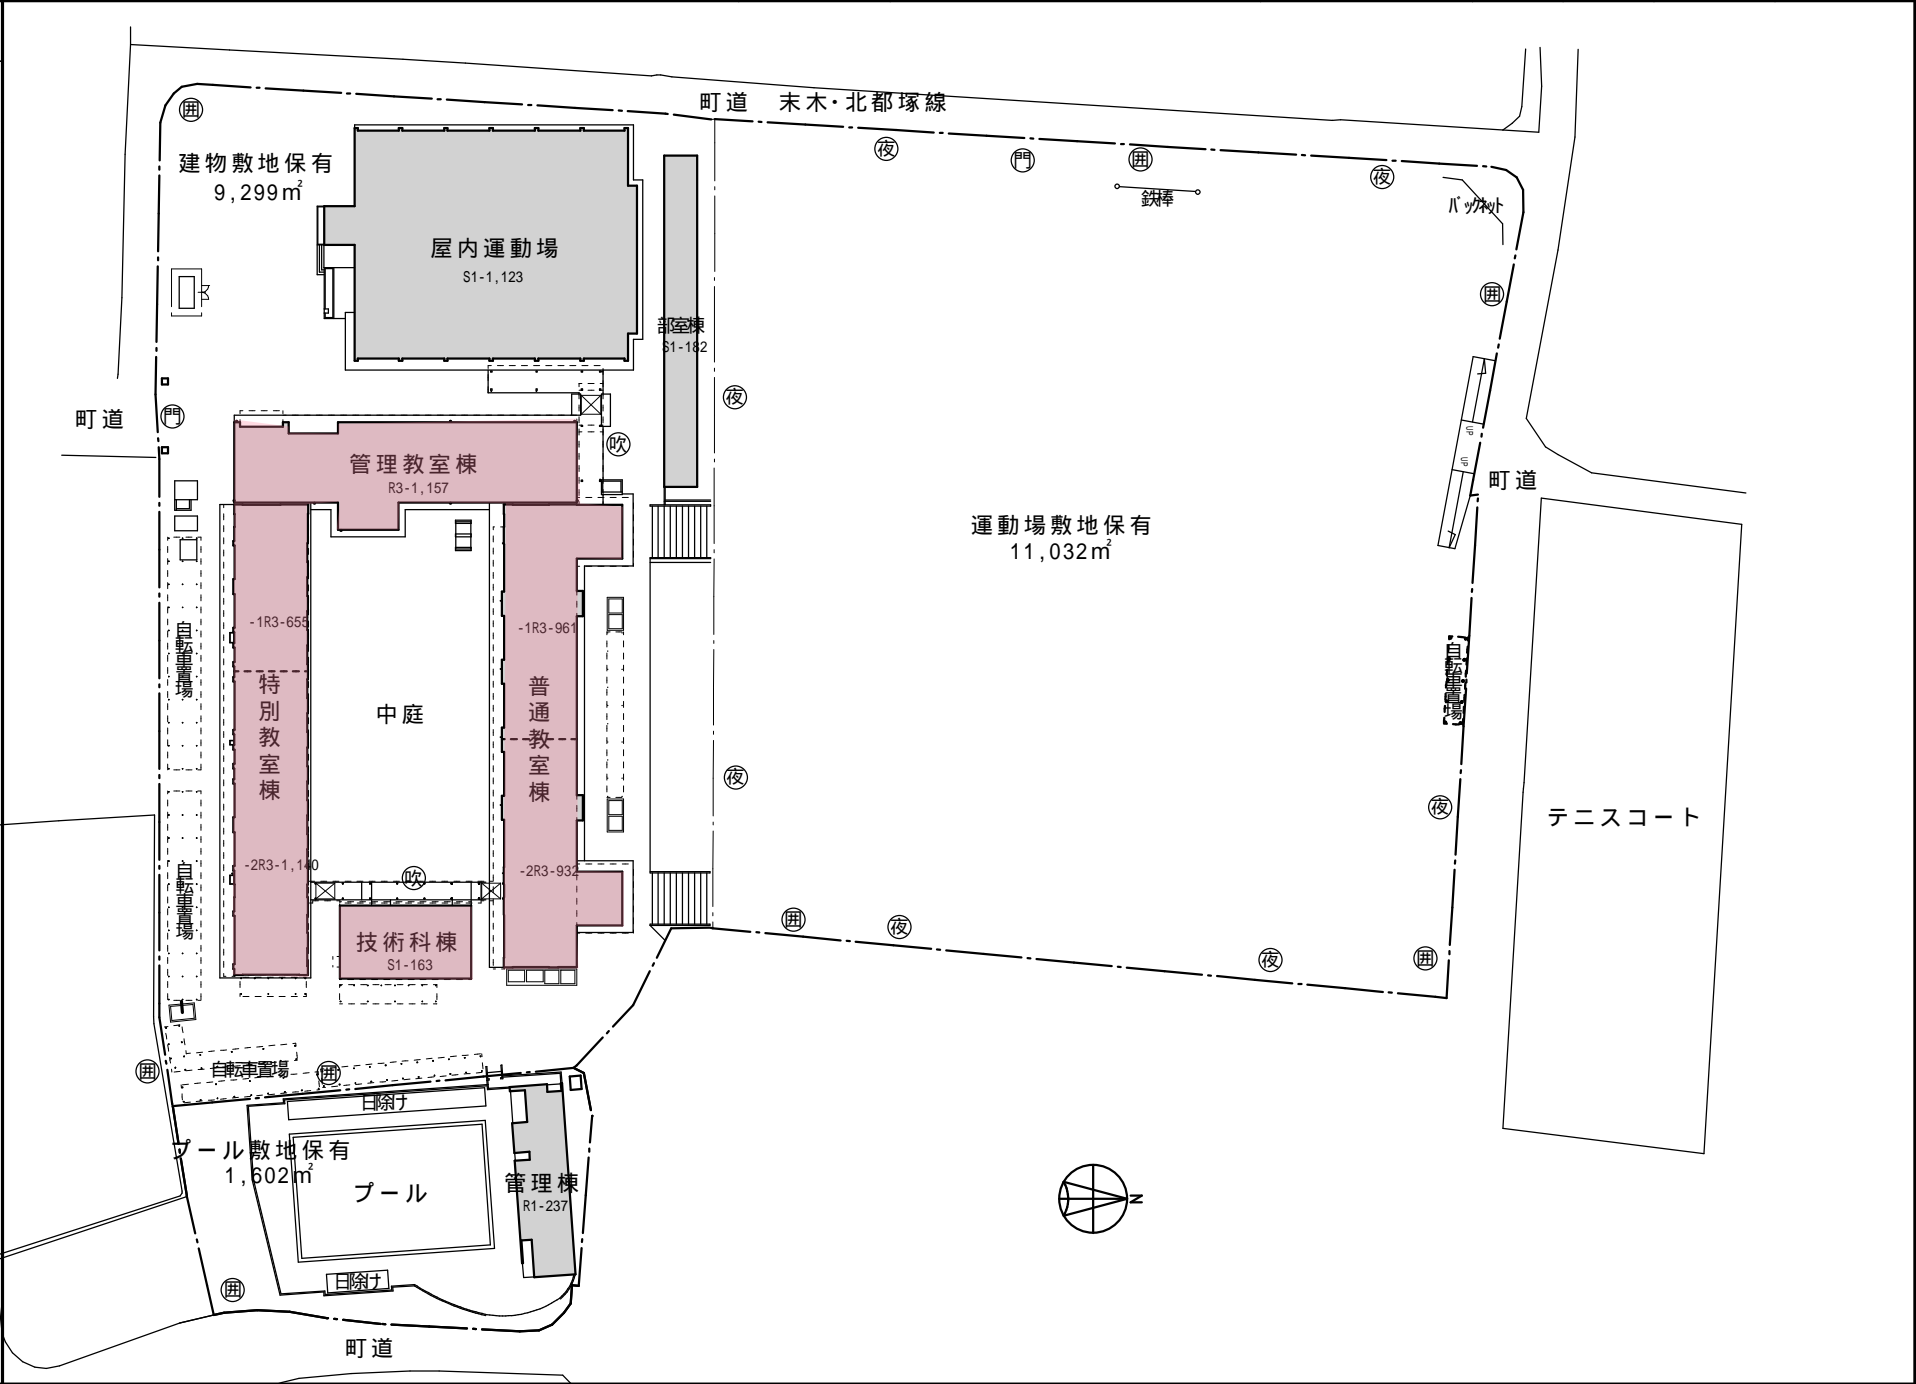 町道　末木・北都塚線
囲
建物敷地保有
9,299㎡
屋内運動場
S1-1,123
部室棟
S1-182
夜
門
囲
鉄棒
夜
バックネット
囲
夜
町道
門
吹
管理教室棟
R3-1,157
UP
UP
町道
運動場敷地保有
11,032㎡
自転車置場
-1R3-655
特別教室棟
-2R3-1,140
中庭
-1R3-961
普通教室棟
-2R3-932
自転車置場
夜
夜
テニスコート
自転車置場
吹
技術科棟
S1-163
囲
夜
夜
囲
囲
自転車置場
囲
日除け
プール敷地保有
1,602㎡
プール
管理棟
R1-237
N
日除け
囲
町道